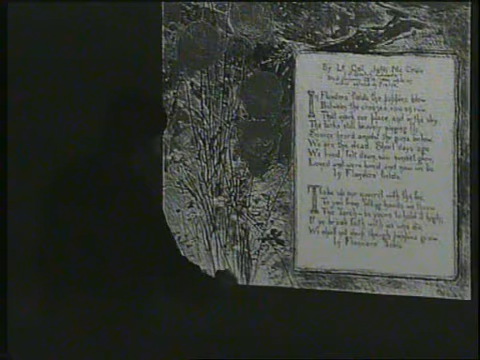 By Lt Col. John Mc Crae
In Flanders fields the poppies blow
Between the crosses, row on row,
That mark our place, and in the sky,
The larks still bravely singing fly
Scarce heard amidst the guns below.
We are the dead. Short days ago
We lived, felt dawn, saw sunset glow,
Loved and were loved, and now we lie
In Flanders' fields.
Take up our quarrel with the foe
To you from failing hands we throw
The torch - be yours to hold it high;
If ye break faith with us who die,
We shall not sleep though poppies grow
In Flanders' fields.